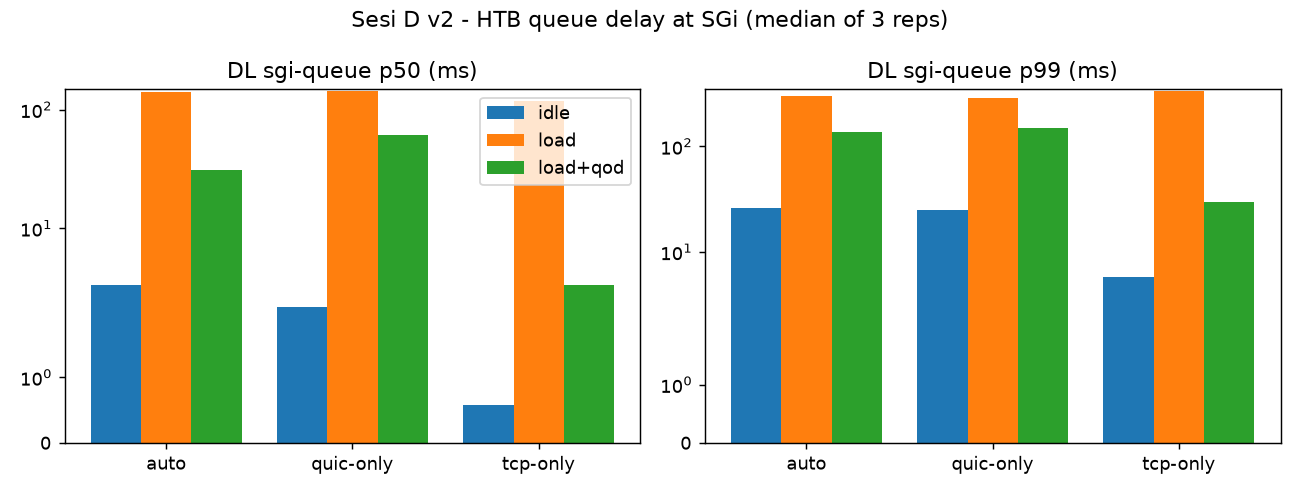 Sesi D v2 - HTB queue delay at SGi (median of 3 reps)
DL sgi-queue p50 (ms)
10²
10¹
10⁰
0
idle
load
load+qod
auto
quic-only
tcp-only
DL sgi-queue p99 (ms)
10²
10¹
10⁰
0
auto
quic-only
tcp-only